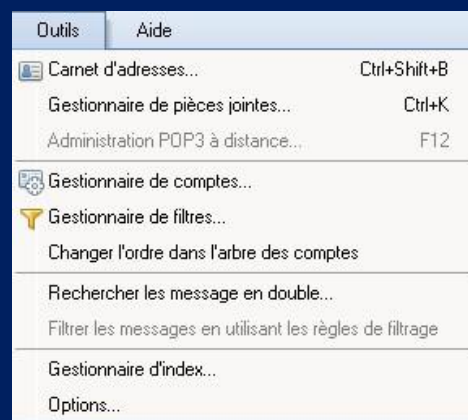 Outils Aide
Carnet d'adresses... Ctrl+Shift+B
Gestionnaire de pièces jointes... Ctrl+K
Administration POP3 à distance... F12
Gestionnaire de comptes...
Gestionnaire de filtres...
Changer l'ordre dans l'arbre des comptes
Rechercher les message en double...
Filtrer les messages en utilisant les règles de filtrage
Gestionnaire d'index...
Options...